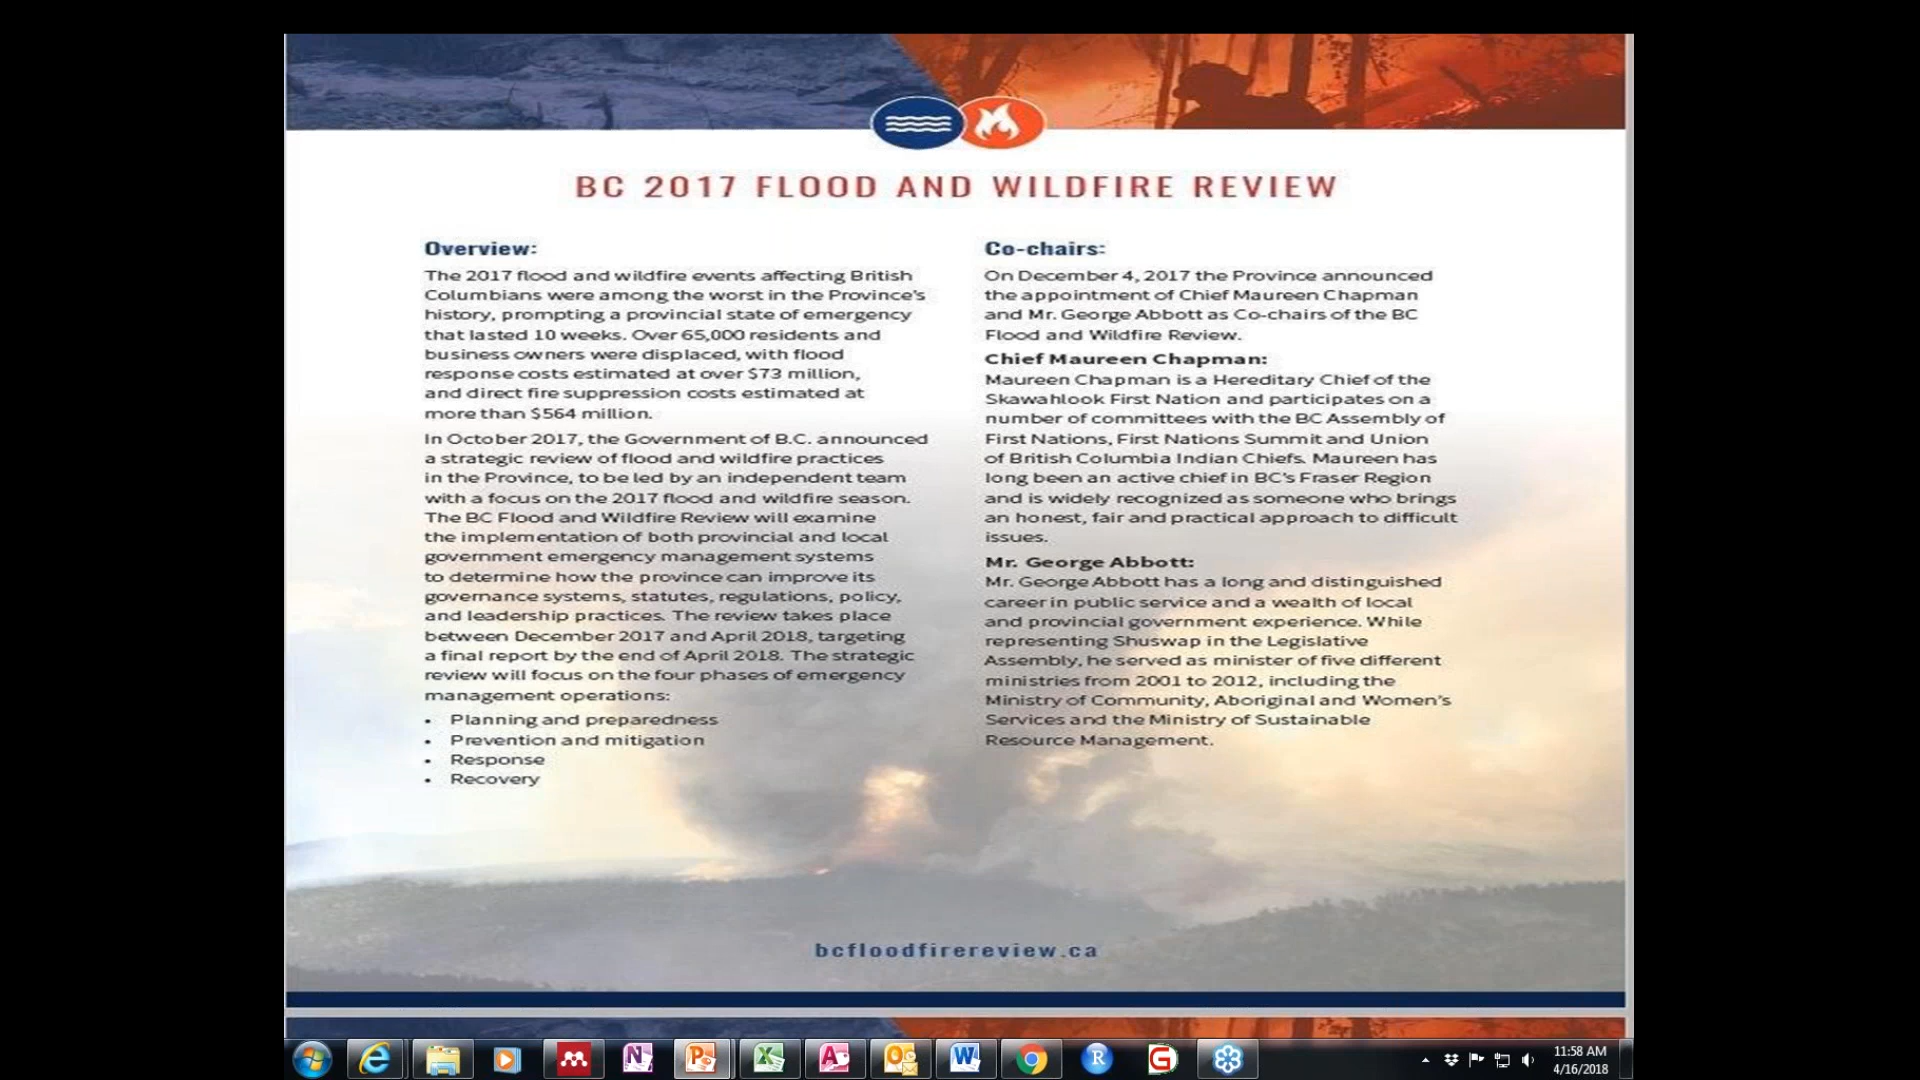 BC 2017 FLOOD AND WILDFIRE REVIEW
Overview:
The 2017 flood and wildfire events affecting British
Columbians were among the worst in the Province's
history, prompting a provincial state of emergency
that lasted 10 weeks. Over 65,000 residents and
business owners were displaced, with flood
response costs estimated at over $73 million,
and direct fire suppression costs estimated at
more than $564 million.
In October 2017, the Government of B.C. announced
a strategic review of flood and wildfire practices
in the Province, to be led by an independent team
with a focus on the 2017 flood and wildfire season.
The BC Flood and Wildfire Review will examine
the implementation of both provincial and local
government emergency management systems
to determine how the province can improve its
governance systems, statutes, regulations, policy,
and leadership practices. The review takes place
between December 2017 and April 2018, targeting
a final report by the end of April 2018. The strategic
review will focus on the four phases of emergency
management operations:
• Planning and preparedness
• Prevention and mitigation
• Response
• Recovery
Co-chairs:
On December 4, 2017 the Province announced
the appointment of Chief Maureen Chapman
and Mr. George Abbott as Co-chairs of the BC
Flood and Wildfire Review.
Chief Maureen Chapman:
Maureen Chapman is a Hereditary Chief of the
Skawahlook First Nation and participates on a
number of committees with the BC Assembly of
First Nations, First Nations Summit and Union
of British Columbia Indian Chiefs. Maureen has
long been an active chief in BC's Fraser Region
and is widely recognized as someone who brings
an honest, fair and practical approach to difficult
issues.
Mr. George Abbott:
Mr. George Abbott has a long and distinguished
career in public service and a wealth of local
and provincial government experience. While
representing Shuswap in the Legislative
Assembly, he served as minister of five different
ministries from 2001 to 2012, including the
Ministry of Community, Aboriginal and Women's
Services and the Ministry of Sustainable
Resource Management.
bcfloodfirereview.ca
11:58 AM
4/16/2018